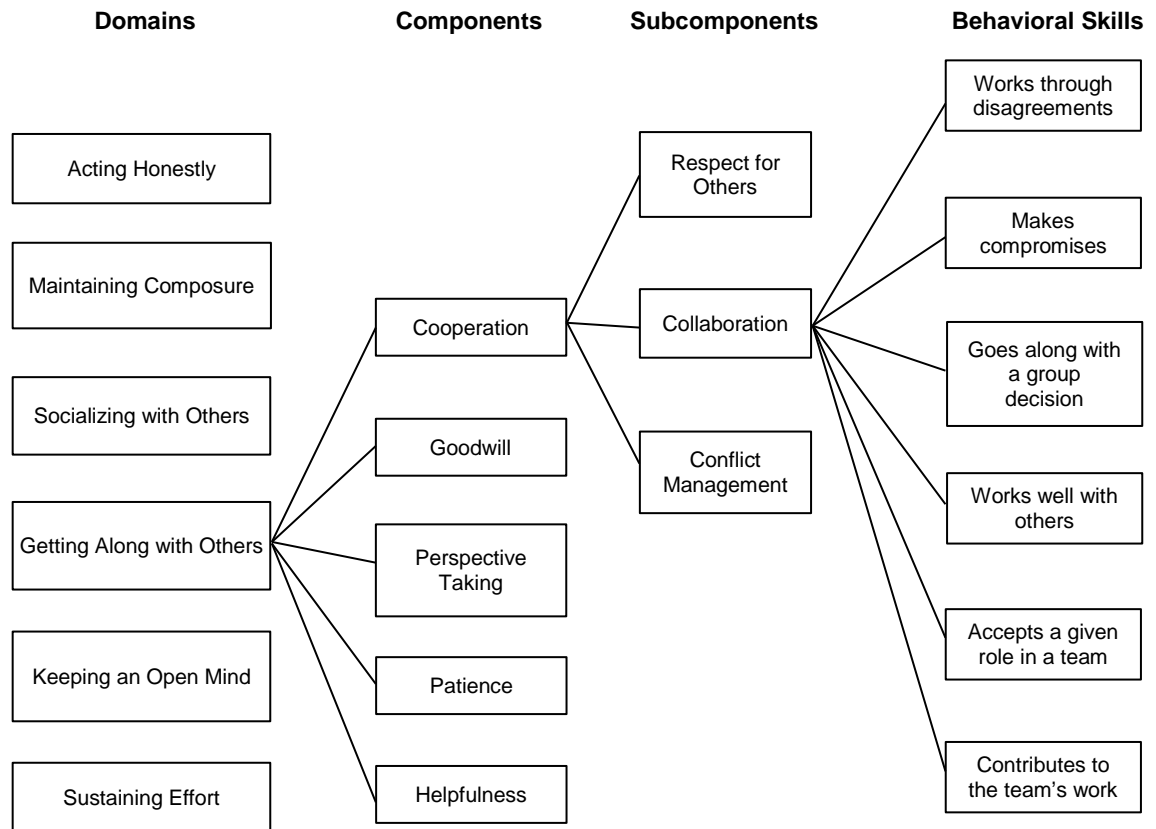 Domains
Components
Subcomponents
Behavioral Skills
Acting Honestly
Maintaining Composure
Socializing with Others
Getting Along with Others
Keeping an Open Mind
Sustaining Effort
Cooperation
Goodwill
Perspective
Taking
Patience
Helpfulness
Respect for
Others
Collaboration
Conflict
Management
Works through
disagreements
Makes
compromises
Goes along with
a group
decision
Works well with
others
Accepts a given
role in a team
Contributes to
the team’s work